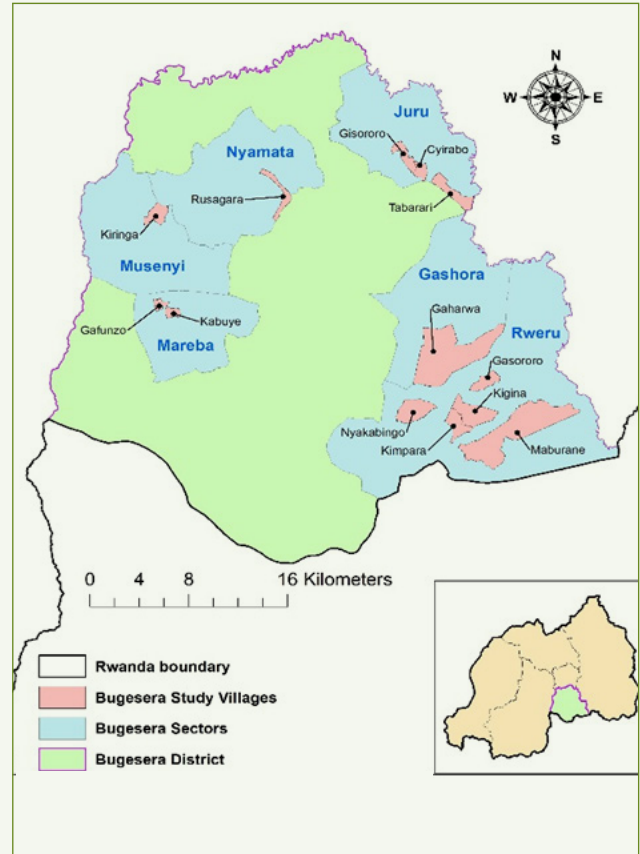 N
W E
S
Juru
Gisororo
Cyirabo
Nyamata
Rusagara
Tabarari
Kiringa
Gashora
Musenyi
Gaharwa
Rweru
Gafunzo
Kabuye
Mareba
Gasororo
Kigina
Nyakabingo
Kimpara
Maburane
0 4 8 16 Kilometers
Rwanda boundary
Bugesera Study Villages
Bugesera Sectors
Bugesera District